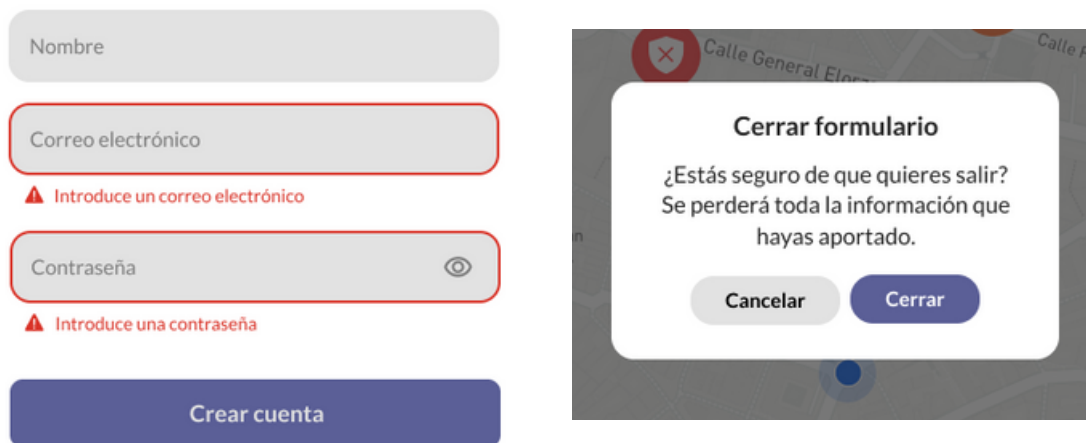 Nombre
Correo electrónico
Introduce un correo electrónico
Contraseña
Introduce una contraseña
Crear cuenta
Calle General Elorz
Calle
Cerrar formulario
¿Estás seguro de que quieres salir?
Se perderá toda la información que
hayas aportado.
Cancelar
Cerrar